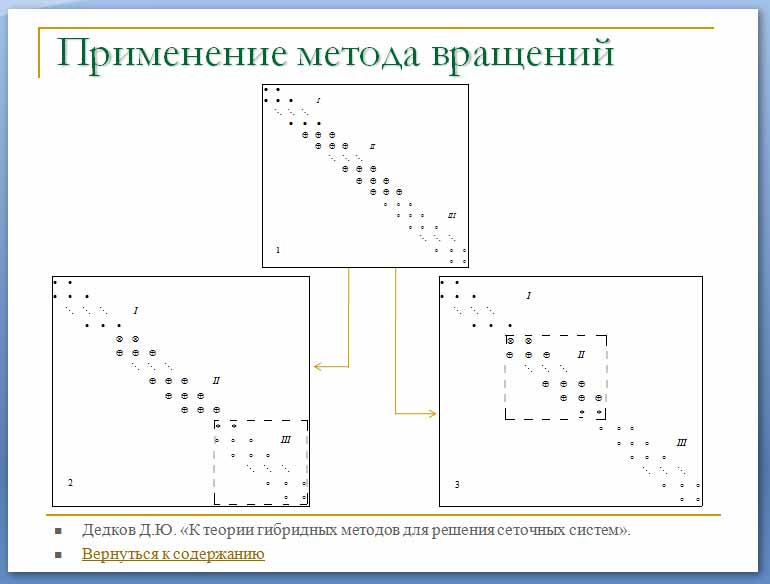 Применение метода вращений
I
II
III
1
I
II
III
2
I
II
III
3
Дедков Д.Ю. «К теории гибридных методов для решения сеточных систем».
Вернуться к содержанию